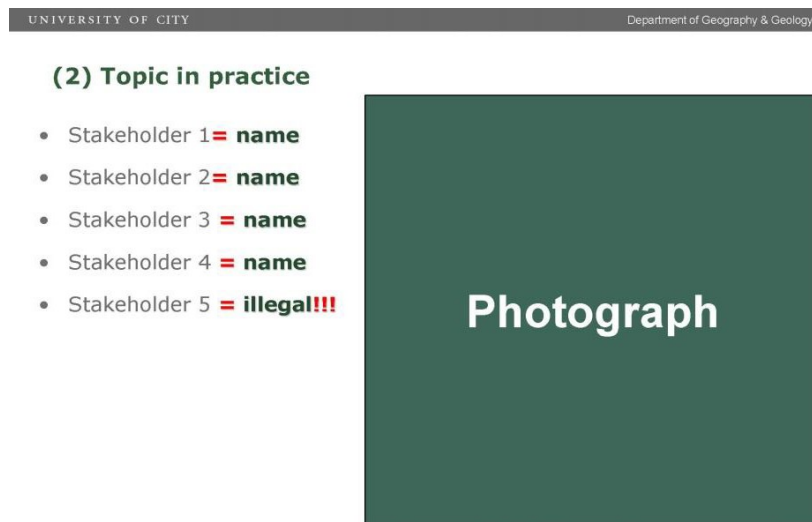 UNIVERSITY OF CITY
Department of Geography & Geology
(2) Topic in practice
• Stakeholder 1= name
• Stakeholder 2= name
• Stakeholder 3 = name
• Stakeholder 4 = name
• Stakeholder 5 = illegal!!!
Photograph